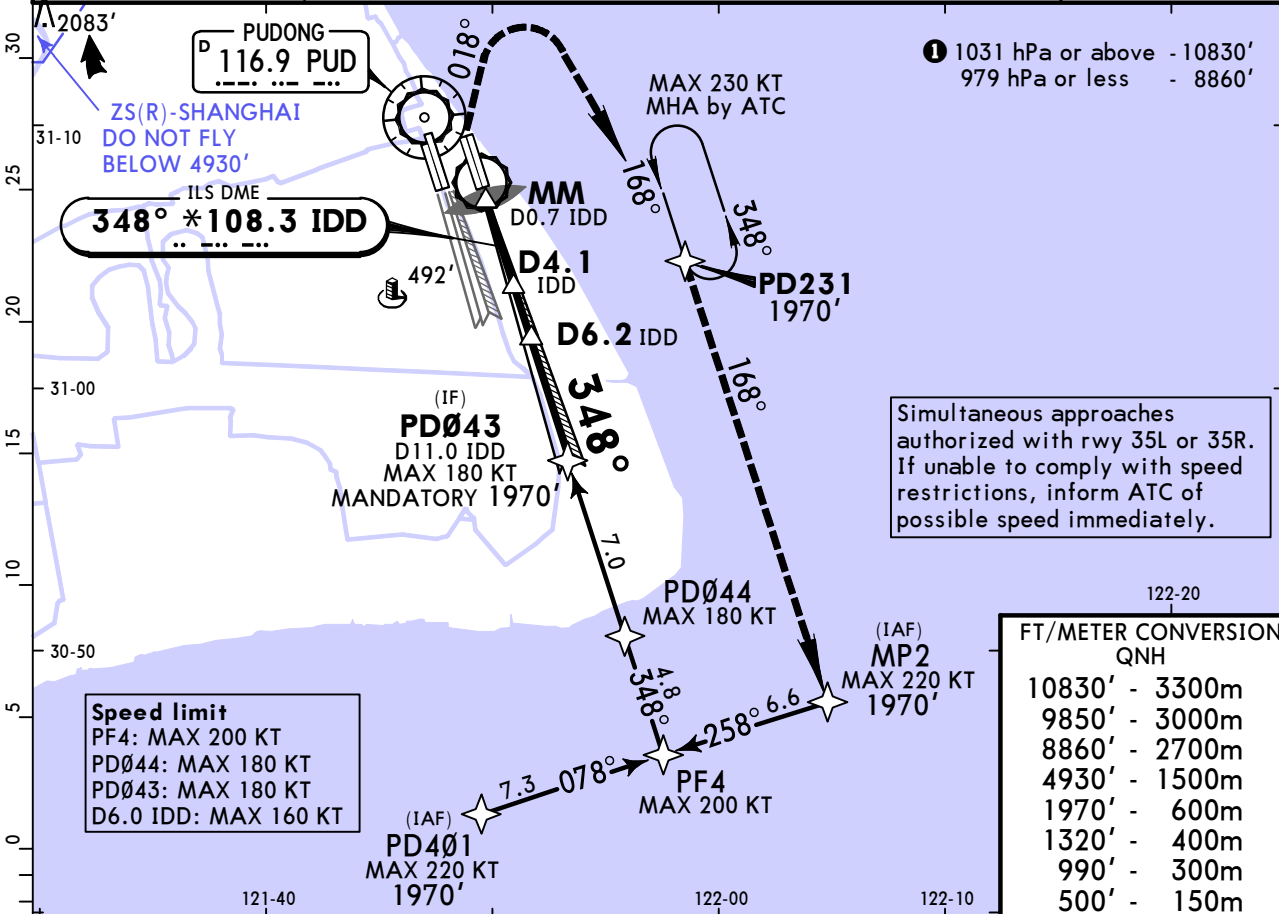 2083'
PUDONG
D 116.9 PUD
ZS(R)-SHANGHAI
DO NOT FLY
BELOW 4930'
ILS DME
348° *108.3 IDD
018°
MAX 230 KT
MHA by ATC
1 1031 hPa or above - 10830'
979 hPa or less - 8860'
31-10
30
25
20
15
10
5
0
MM
D0.7 IDD
168°
348°
PD231
1970'
492'
D4.1
IDD
D6.2 IDD
31-00
348°
(IF)
PDØ43
D11.0 IDD
MAX 180 KT
MANDATORY 1970'
168°
Simultaneous approaches
authorized with rwy 35L or 35R.
If unable to comply with speed
restrictions, inform ATC of
possible speed immediately.
7.0
PDØ44
MAX 180 KT
122-20
30-50
4.8
348°
(IAF)
MP2
MAX 220 KT
1970'
258° 6.6
Speed limit
PF4: MAX 200 KT
PDØ44: MAX 180 KT
PDØ43: MAX 180 KT
D6.0 IDD: MAX 160 KT
7.3 078°
PF4
MAX 200 KT
(IAF)
PD4Ø1
MAX 220 KT
1970'
121-40
122-00
122-10
FT/METER CONVERSION
QNH
10830' - 3300m
9850' - 3000m
8860' - 2700m
4930' - 1500m
1970' - 600m
1320' - 400m
990' - 300m
500' - 150m